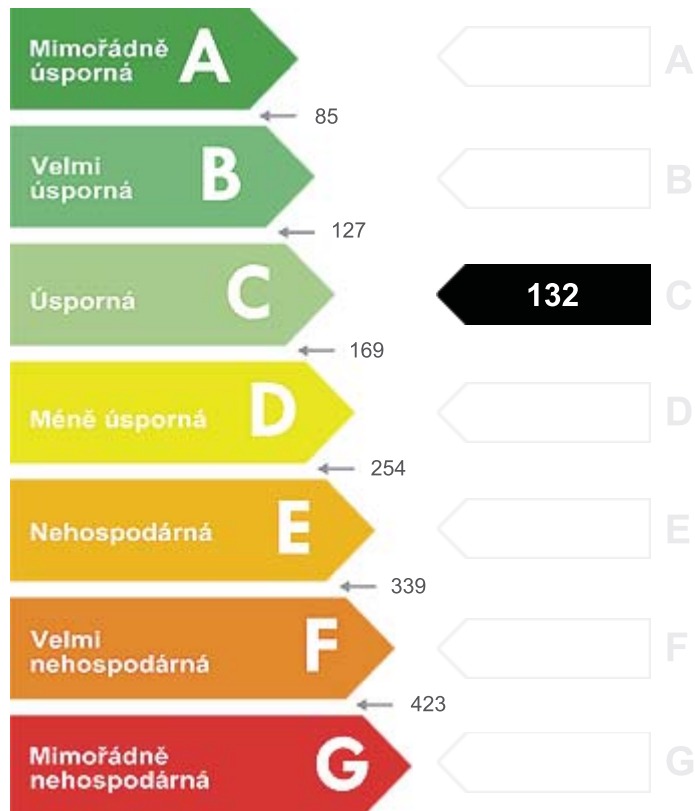 Mimořádně
úsporná
A
A
85
Velmi
úsporná
B
B
127
Úsporná
C
132
C
169
Méně úsporná
D
D
254
Nehospodárná
E
E
339
Velmi
nehospodárná
F
F
423
Mimořádně
nehospodárná
G
G